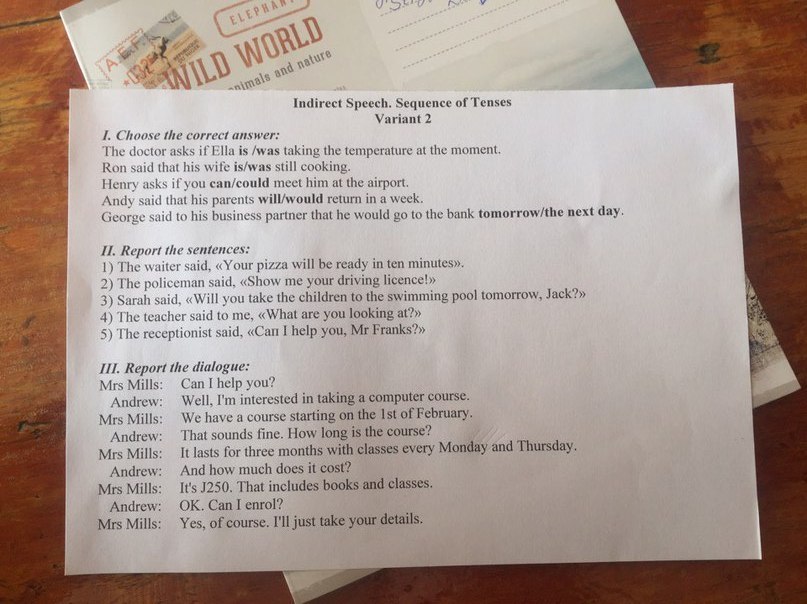 ELEPHANT
WILD WORLD
animals and nature
Indirect Speech. Sequence of Tenses
Variant 2
I. Choose the correct answer:
The doctor asks if Ella is /was taking the temperature at the moment.
Ron said that his wife is/was still cooking.
Henry asks if you can/could meet him at the airport.
Andy said that his parents will/would return in a week.
George said to his business partner that he would go to the bank tomorrow/the next day.
II. Report the sentences:
1) The waiter said, «Your pizza will be ready in ten minutes».
2) The policeman said, «Show me your driving licence!»
3) Sarah said, «Will you take the children to the swimming pool tomorrow, Jack?»
4) The teacher said to me, «What are you looking at?»
5) The receptionist said, «Can I help you, Mr Franks?»
III. Report the dialogue:
Mrs Mills: Can I help you?
Andrew: Well, I'm interested in taking a computer course.
Mrs Mills: We have a course starting on the 1st of February.
Andrew: That sounds fine. How long is the course?
Mrs Mills: It lasts for three months with classes every Monday and Thursday.
Andrew: And how much does it cost?
Mrs Mills: It's J250. That includes books and classes.
Andrew: OK. Can I enrol?
Mrs Mills: Yes, of course. I'll just take your details.